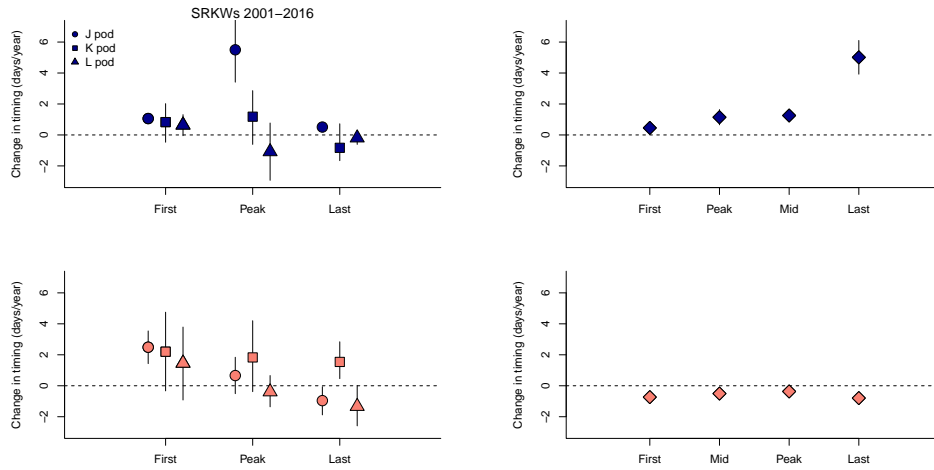 SRKWs 2001−2016
Change in timing (days/year)
6
4
2
0
−2
J pod
K pod
L pod
First Peak Last
Change in timing (days/year)
6
4
2
0
−2
First Peak Mid Last
Change in timing (days/year)
6
4
2
0
−2
First Peak Last
Change in timing (days/year)
6
4
2
0
−2
First Mid Peak Last